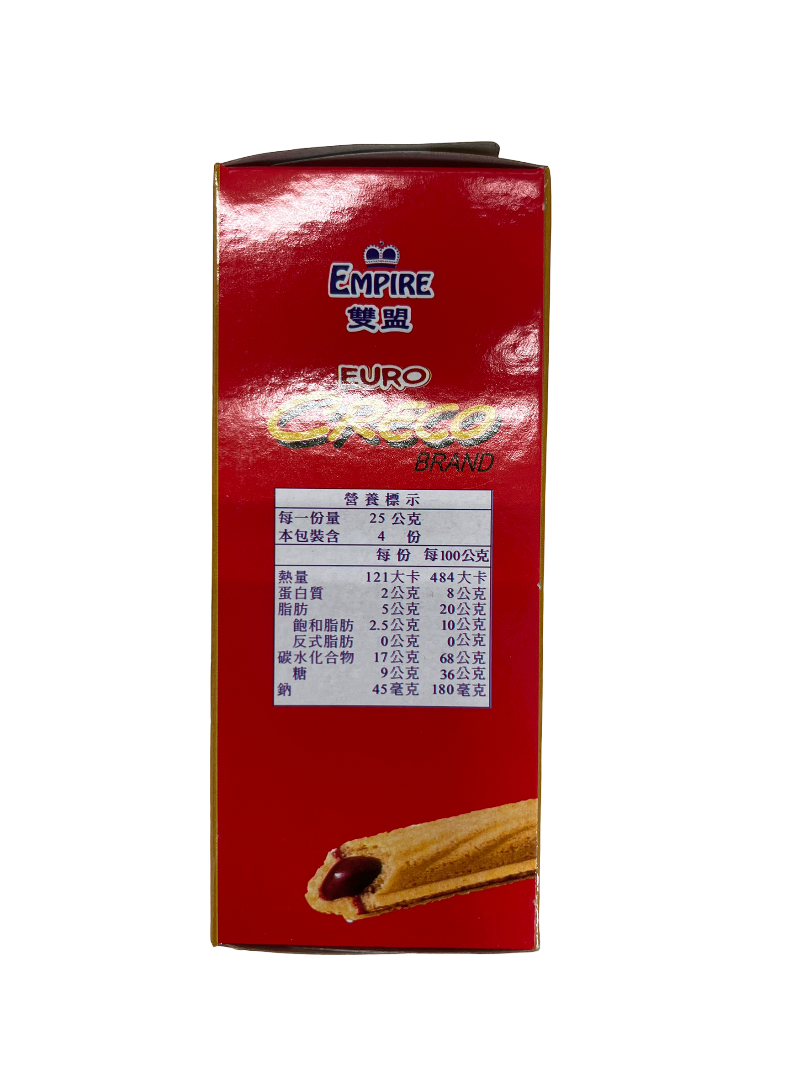 EMPIRE
雙盟
EURO
CRECO
BRAND
營養標示
每一份量 25 公克
本包裝含 4 份
每份 每100公克
熱量 121大卡 484大卡
蛋白質 2公克 8公克
脂肪 5公克 20公克
飽和脂肪 2.5公克 10公克
反式脂肪 0公克 0公克
碳水化合物 17公克 68公克
糖 9公克 36公克
鈉 45毫克 180毫克